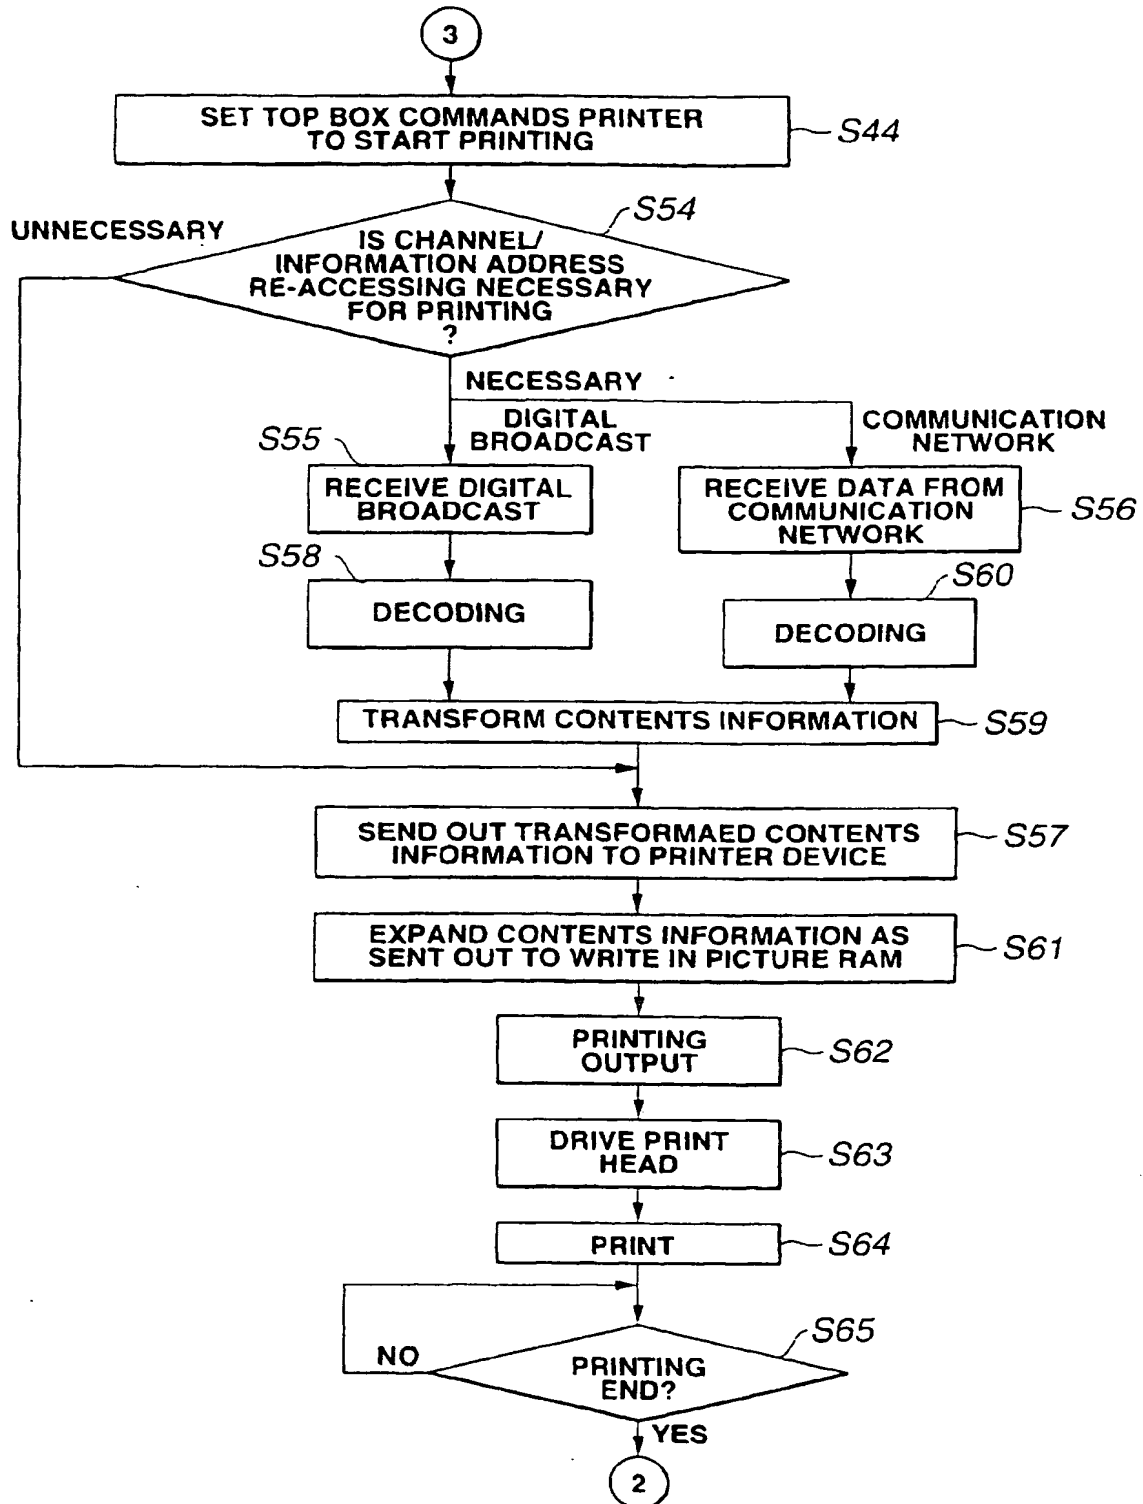 3
SET TOP BOX COMMANDS PRINTER
TO START PRINTING
S44
S54
UNNECESSARY
IS CHANNEL/
INFORMATION ADDRESS
RE-ACCESSING NECESSARY
FOR PRINTING
?
NECESSARY
DIGITAL
BROADCAST
COMMUNICATION
NETWORK
S55
RECEIVE DIGITAL
BROADCAST
RECEIVE DATA FROM
COMMUNICATION
NETWORK
S56
S58
DECODING
S60
DECODING
TRANSFORM CONTENTS INFORMATION
S59
SEND OUT TRANSFORMAED CONTENTS
INFORMATION TO PRINTER DEVICE
S57
EXPAND CONTENTS INFORMATION AS
SENT OUT TO WRITE IN PICTURE RAM
S61
PRINTING
OUTPUT
S62
DRIVE PRINT
HEAD
S63
PRINT
S64
S65
NO
PRINTING
END?
YES
2